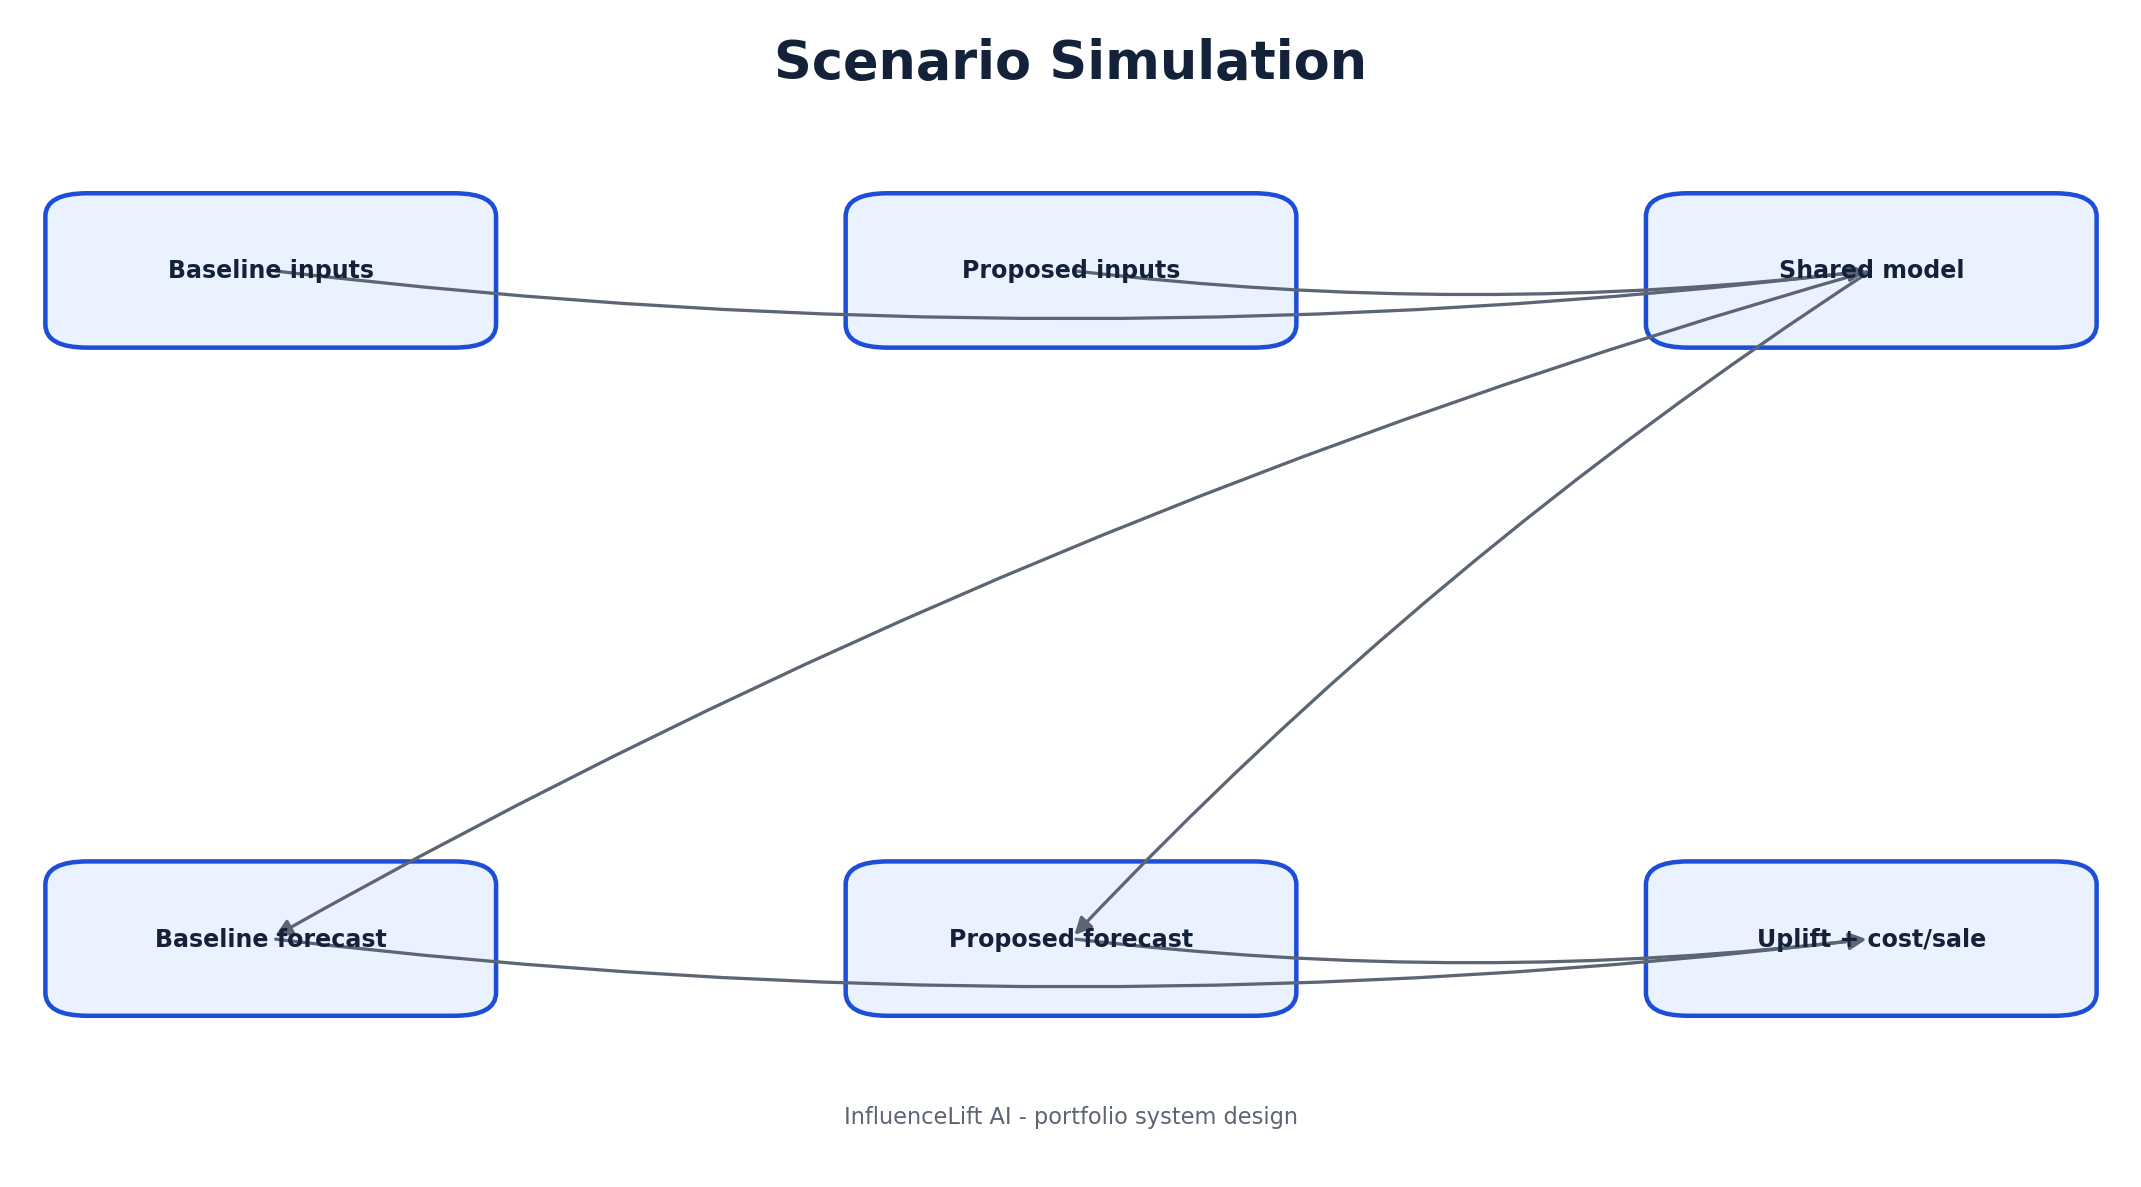 Scenario Simulation
Baseline inputs
Proposed inputs
Shared model
Baseline forecast
Proposed forecast
Uplift + cost/sale
InfluenceLift AI - portfolio system design